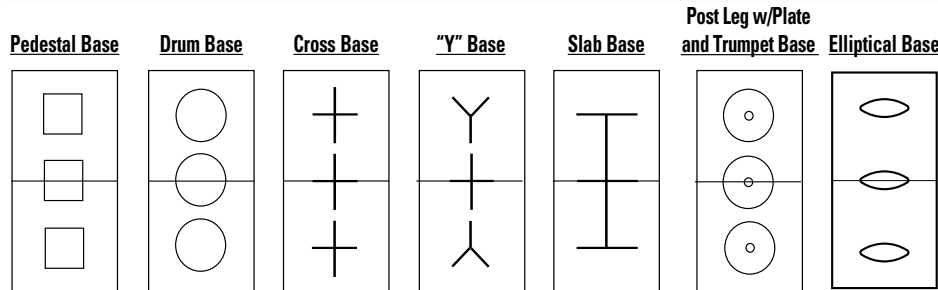 Pedestal Base
Drum Base
Cross Base
“Y” Base
Slab Base
Post Leg w/Plate
and Trumpet Base
Elliptical Base